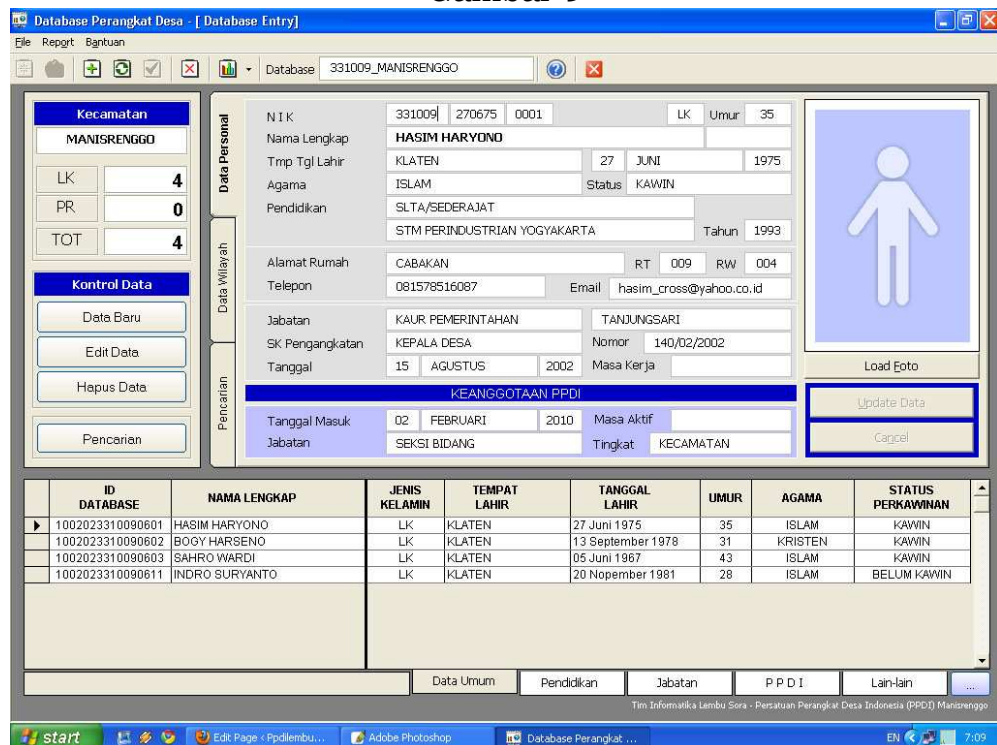 Database Perangkat Desa - [ Database Entry]
File Report Bantuan
Database 331009_MANISRENGGO
Kecamatan
MANISRENGGO
LK 4
PR 0
TOT 4
Kontrol Data
Data Baru
Edit Data
Hapus Data
Pencarian
Data Personal
Data Wilayah
Pencarian
N I K 331009 270675 0001 LK Umur 35
Nama Lengkap HASIM HARYONO
Tmp Tgl Lahir KLATEN 27 JUNI 1975
Agama ISLAM Status KAWIN
Pendidikan SLTA/SEDERAJAT
STM PERINDUSTRIAN YOGYAKARTA Tahun 1993
Alamat Rumah CABAKAN RT 009 RW 004
Telepon 081578516087 Email hasim_cross@yahoo.co.id
Jabatan KAUR PEMERINTAHAN TANJUNGSARI
SK Pengangkatan KEPALA DESA Nomor 140/02/2002
Tanggal 15 AGUSTUS 2002 Masa Kerja
KEANGGOTAAN PPDI
Tanggal Masuk 02 FEBRUARI 2010 Masa Aktif
Jabatan SEKSI BIDANG Tingkat KECAMATAN
Load Foto
Update Data
Cancel
ID DATABASE NAMA LENGKAP JENIS KELAMIN TEMPAT LAHIR TANGGAL LAHIR UMUR AGAMA STATUS PERKAWINAN
1002023310090601 HASIM HARYONO LK KLATEN 27 Juni 1975 35 ISLAM KAWIN
1002023310090602 BOGY HARSENO LK KLATEN 13 September 1978 31 KRISTEN KAWIN
1002023310090603 SAHRO WARDI LK KLATEN 05 Juni 1967 43 ISLAM KAWIN
1002023310090611 INDRO SURYANTO LK KLATEN 20 Nopember 1981 28 ISLAM BELUM KAWIN
Data Umum Pendidikan Jabatan P P D I Lain-lain ...
Tim Informatika Lembu Sora - Persatuan Perangkat Desa Indonesia (PPDI) Manisrenggo
start Edit Page ‹ Ppdilembu... Adobe Photoshop Database Perangkat ... EN 7:09